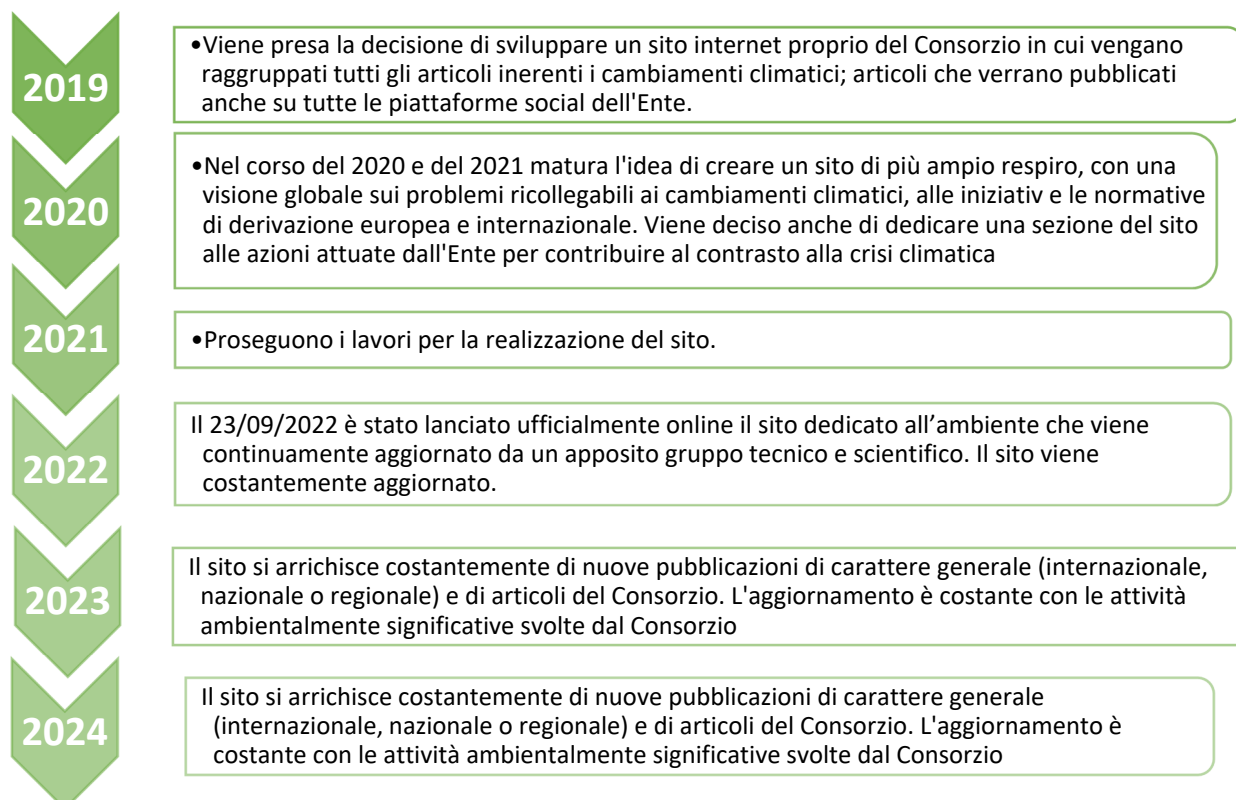 2019
•Viene presa la decisione di sviluppare un sito internet proprio del Consorzio in cui vengano
raggruppati tutti gli articoli inerenti i cambiamenti climatici; articoli che verrano pubblicati
anche su tutte le piattaforme social dell'Ente.
2020
•Nel corso del 2020 e del 2021 matura l'idea di creare un sito di più ampio respiro, con una
visione globale sui problemi ricollegabili ai cambiamenti climatici, alle iniziativ e le normative
di derivazione europea e internazionale. Viene deciso anche di dedicare una sezione del sito
alle azioni attuate dall'Ente per contribuire al contrasto alla crisi climatica
2021
•Proseguono i lavori per la realizzazione del sito.
2022
Il 23/09/2022 è stato lanciato ufficialmente online il sito dedicato all’ambiente che viene
continuamente aggiornato da un apposito gruppo tecnico e scientifico. Il sito viene
costantemente aggiornato.
2023
Il sito si arrichisce costantemente di nuove pubblicazioni di carattere generale (internazionale,
nazionale o regionale) e di articoli del Consorzio. L'aggiornamento è costante con le attività
ambientalmente significative svolte dal Consorzio
2024
Il sito si arrichisce costantemente di nuove pubblicazioni di carattere generale
(internazionale, nazionale o regionale) e di articoli del Consorzio. L'aggiornamento è
costante con le attività ambientalmente significative svolte dal Consorzio